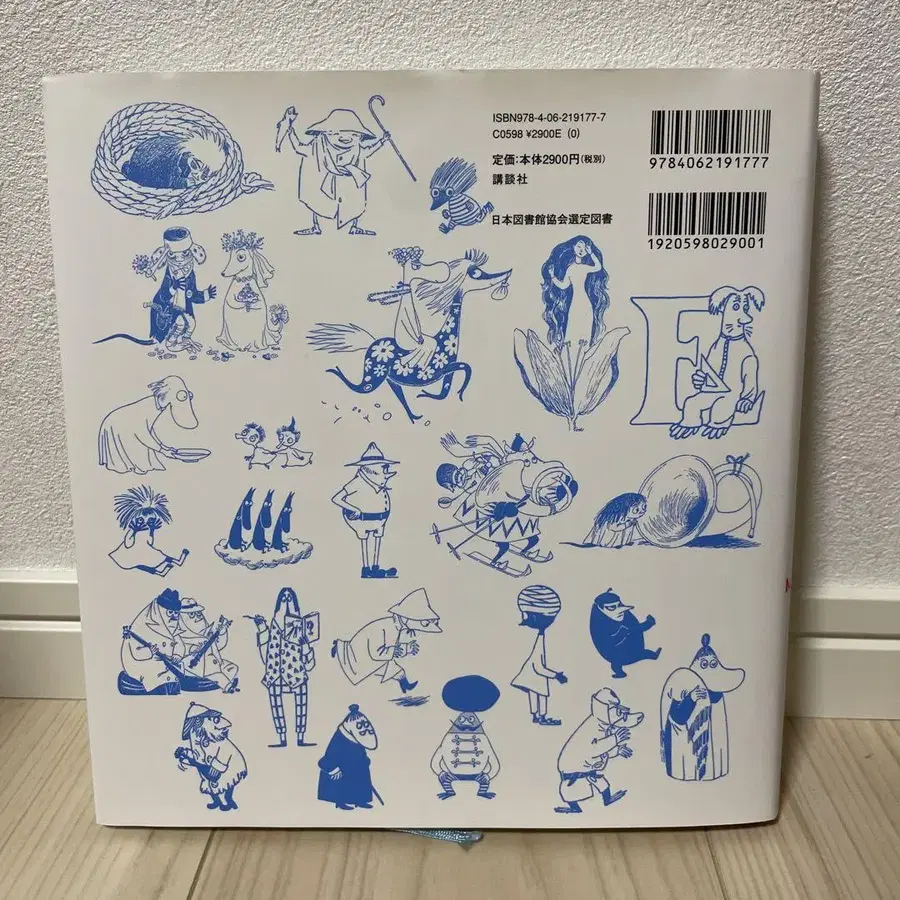 ISBN978-4-06-219177-7
C0598 ¥2900E (0)
定価:本体2900円(税別)
講談社
日本図書館協会選定図書
9784062191777
1920598029001
E